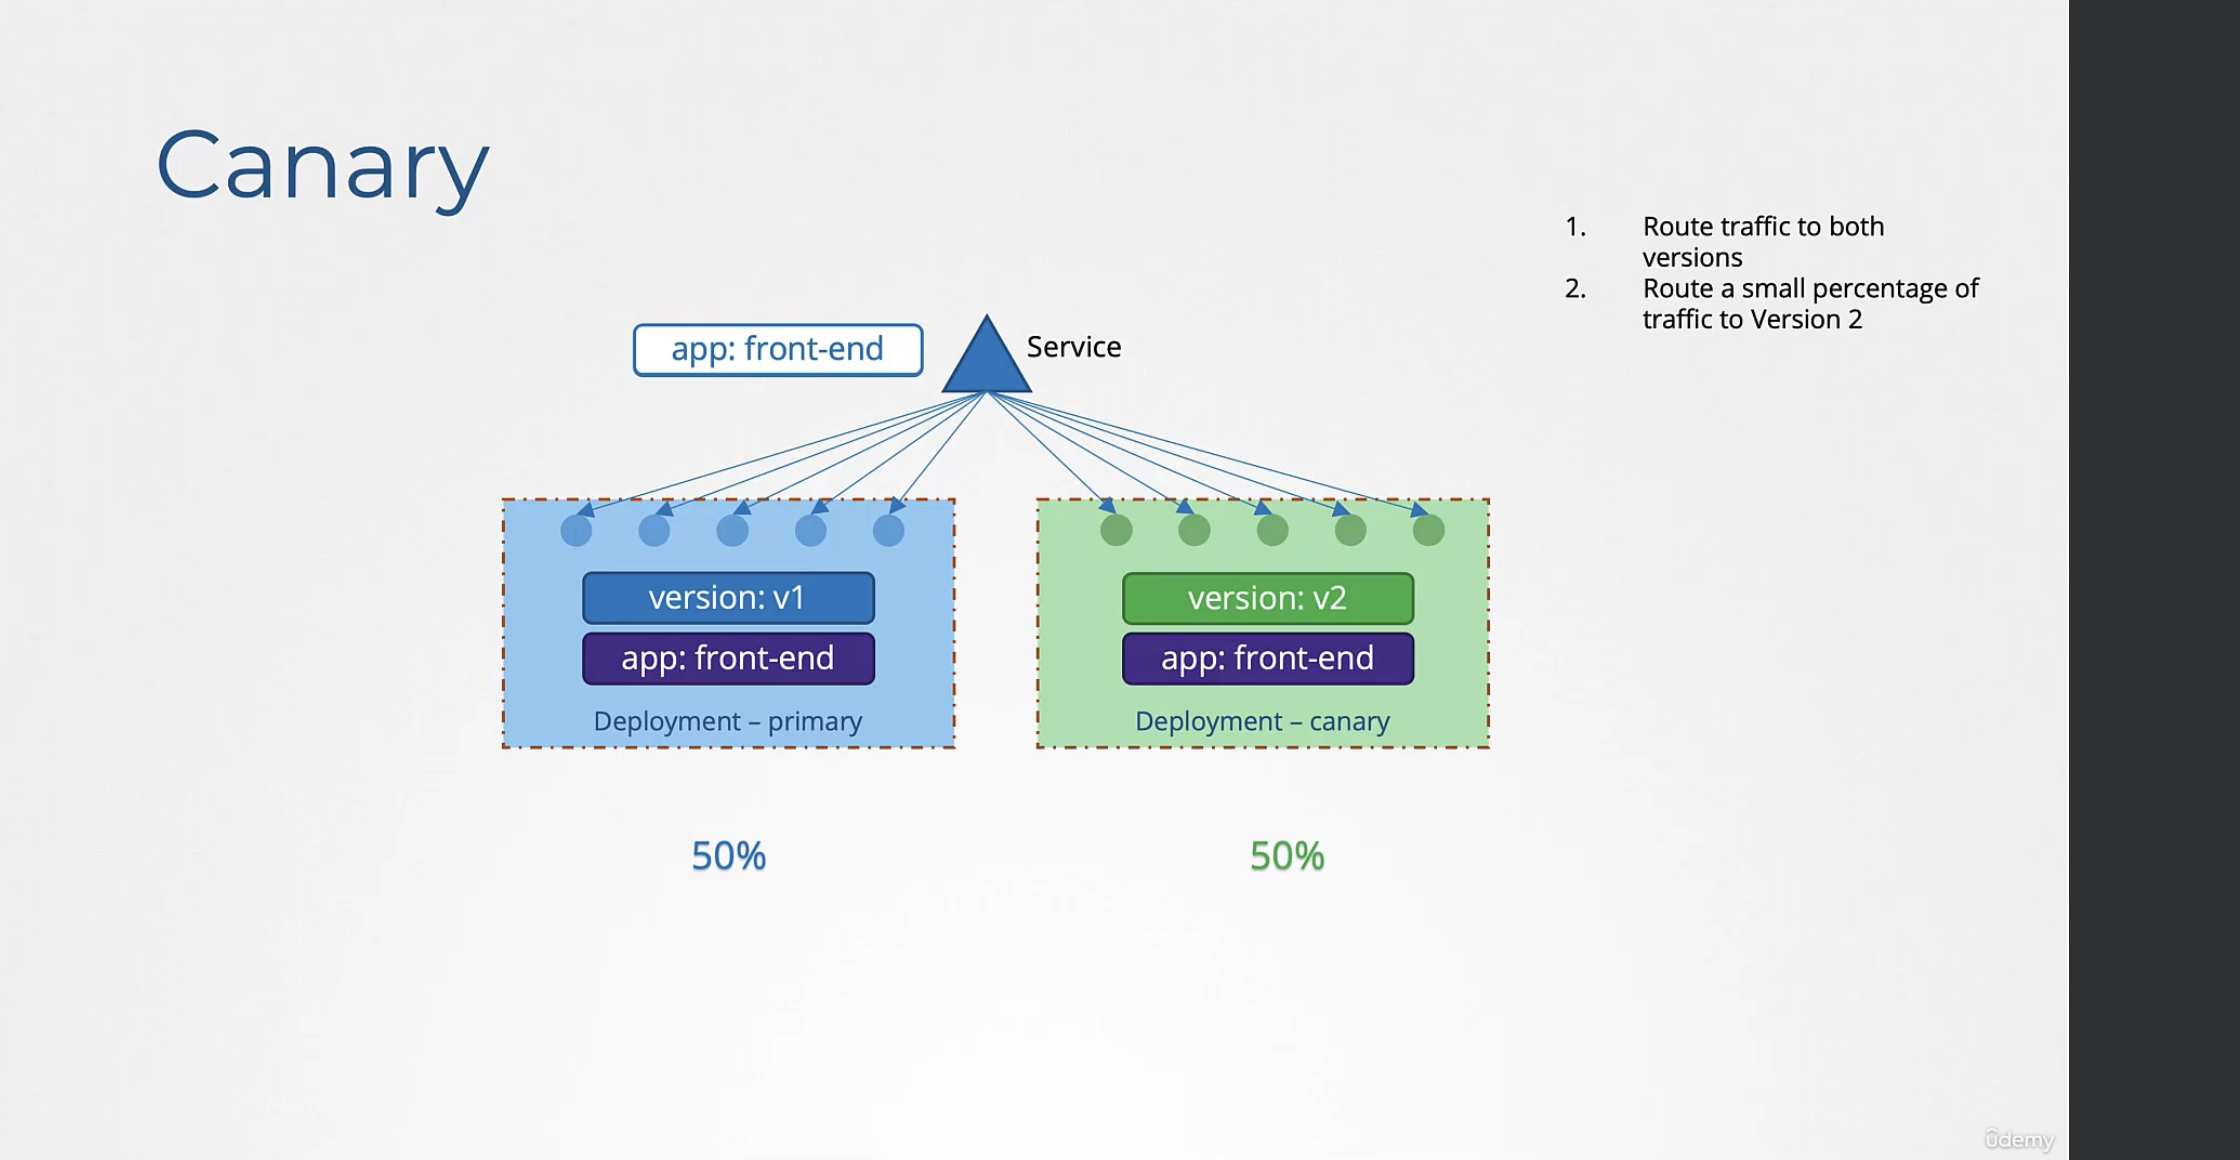 Canary
1. Route traffic to both
versions
2. Route a small percentage of
traffic to Version 2
app: front-end
Service
version: v1
app: front-end
Deployment – primary
version: v2
app: front-end
Deployment – canary
50%
50%
ûdemy